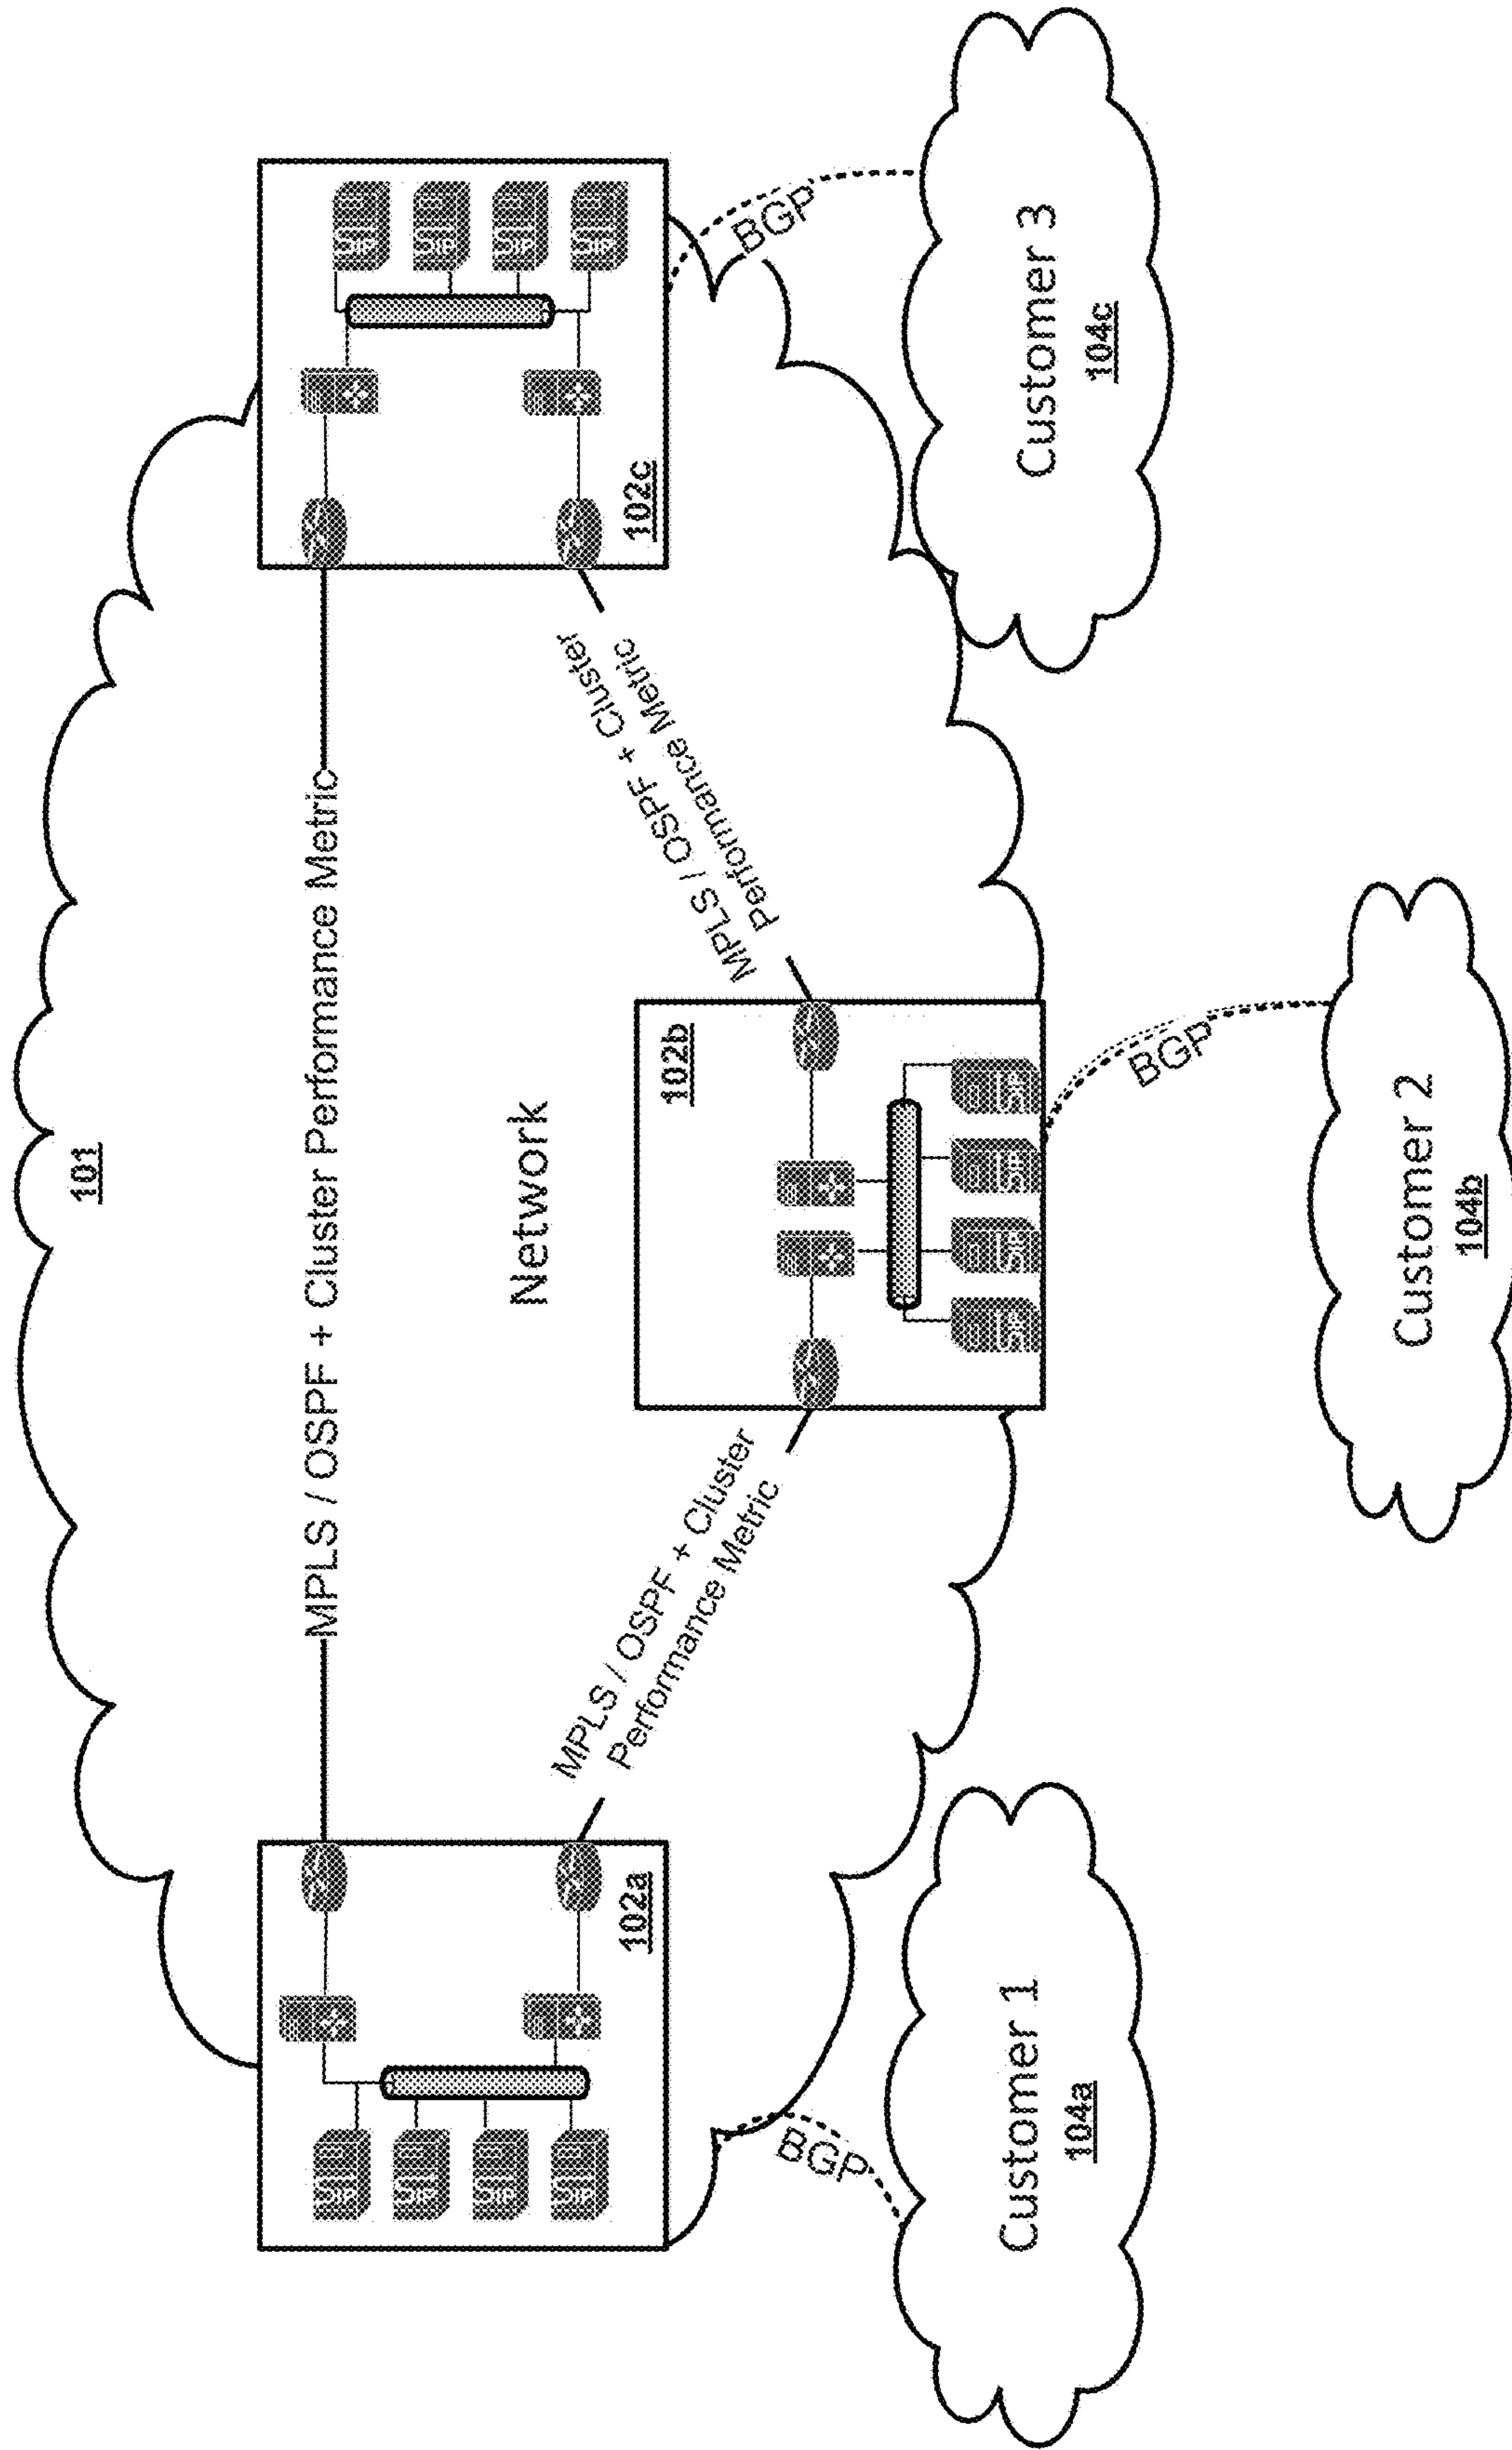 101
MPLS / OSPF + Cluster Performance Metric
Network
102a
102b
102c
MPLS / OSPF + Cluster
Performance Metric
MPLS / OSPF + Cluster
Performance Metric
BGP
BGP
BGP
Customer 1
104a
Customer 2
104b
Customer 3
104c